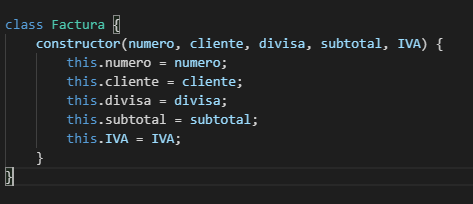 class Factura {
constructor(numero, cliente, divisa, subtotal, IVA) {
this.numero = numero;
this.cliente = cliente;
this.divisa = divisa;
this.subtotal = subtotal;
this.IVA = IVA;
}
}